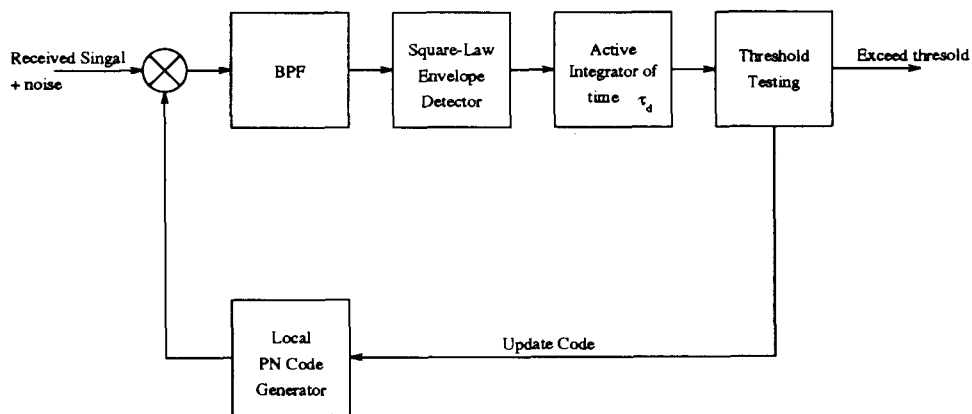 Received Singal
+ noise
BPF
Square-Law
Envelope
Detector
Active
Integrator of
time τd
Threshold
Testing
Exceed thresold
Update Code
Local
PN Code
Generator